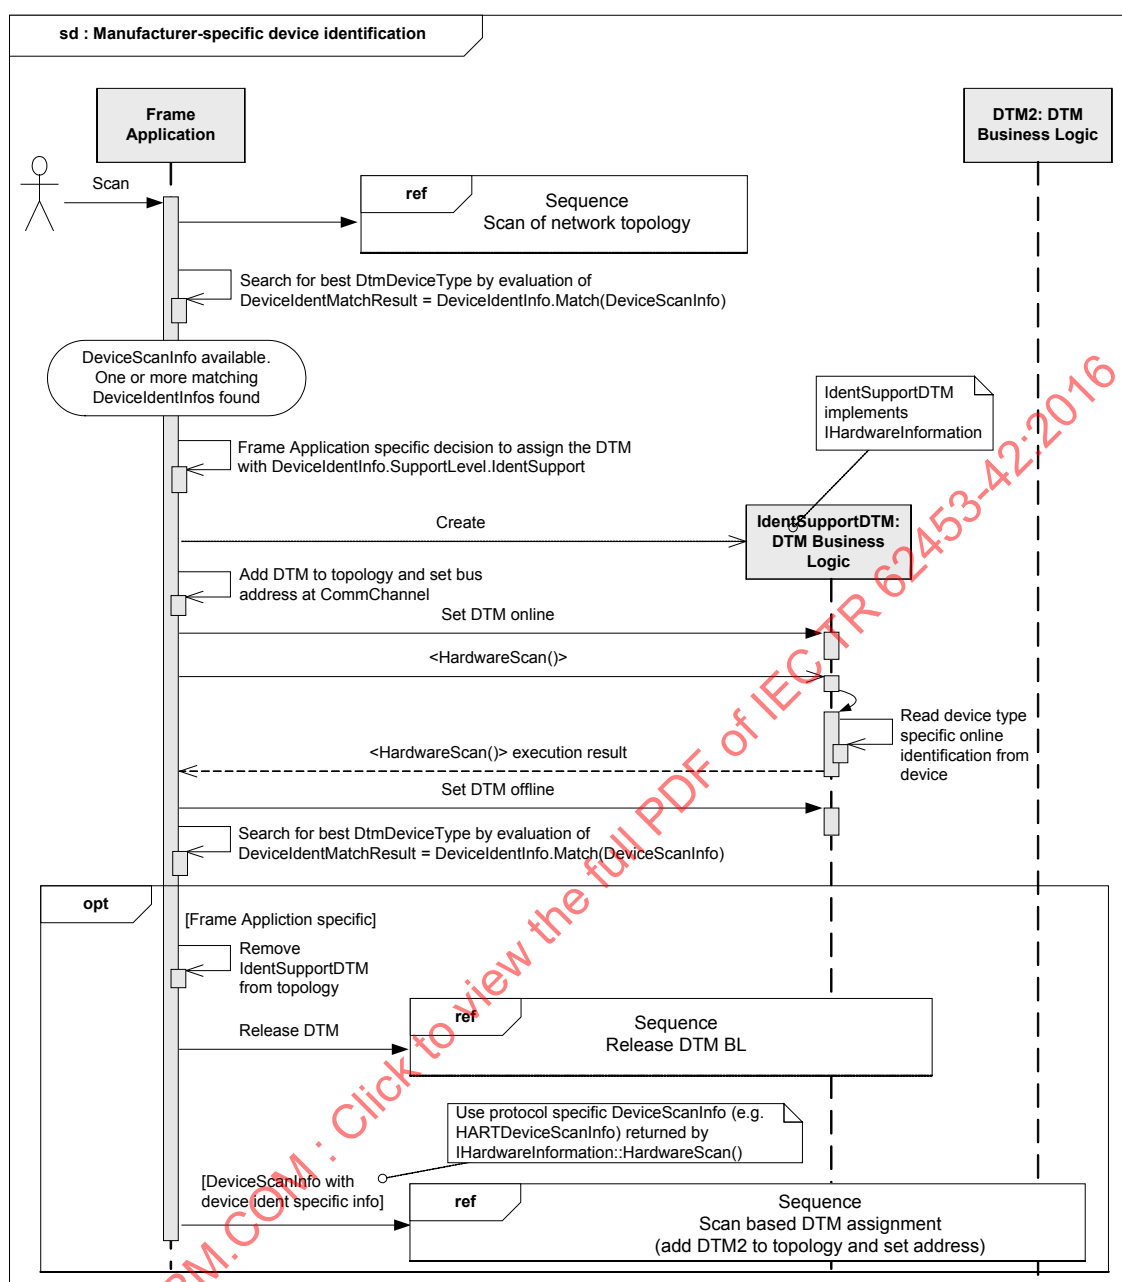 sd : Manufacturer-specific device identification
Frame
Application
DTM2: DTM
Business Logic
Scan
ref
Sequence
Scan of network topology
Search for best DtmDeviceType by evaluation of
DeviceIdentMatchResult = DeviceIdentInfo.Match(DeviceScanInfo)
DeviceScanInfo available.
One or more matching
DeviceIdentInfos found
IdentSupportDTM
implements
IHardwareInformation
Frame Application specific decision to assign the DTM
with DeviceIdentInfo.SupportLevel.IdentSupport
Create
IdentSupportDTM:
DTM Business
Logic
Add DTM to topology and set bus
address at CommChannel
Set DTM online
<HardwareScan()>
Read device type
specific online
identification from
device
<HardwareScan()> execution result
Set DTM offline
Search for best DtmDeviceType by evaluation of
DeviceIdentMatchResult = DeviceIdentInfo.Match(DeviceScanInfo)
opt
[Frame Appliction specific]
Remove
IdentSupportDTM
from topology
Release DTM
ref
Sequence
Release DTM BL
Use protocol specific DeviceScanInfo (e.g.
HARTDeviceScanInfo) returned by
IHardwareInformation::HardwareScan()
[DeviceScanInfo with
device ident specific info]
ref
Sequence
Scan based DTM assignment
(add DTM2 to topology and set address)
RM.COM : Click to view the full PDF of IEC TR 62453-42:2016